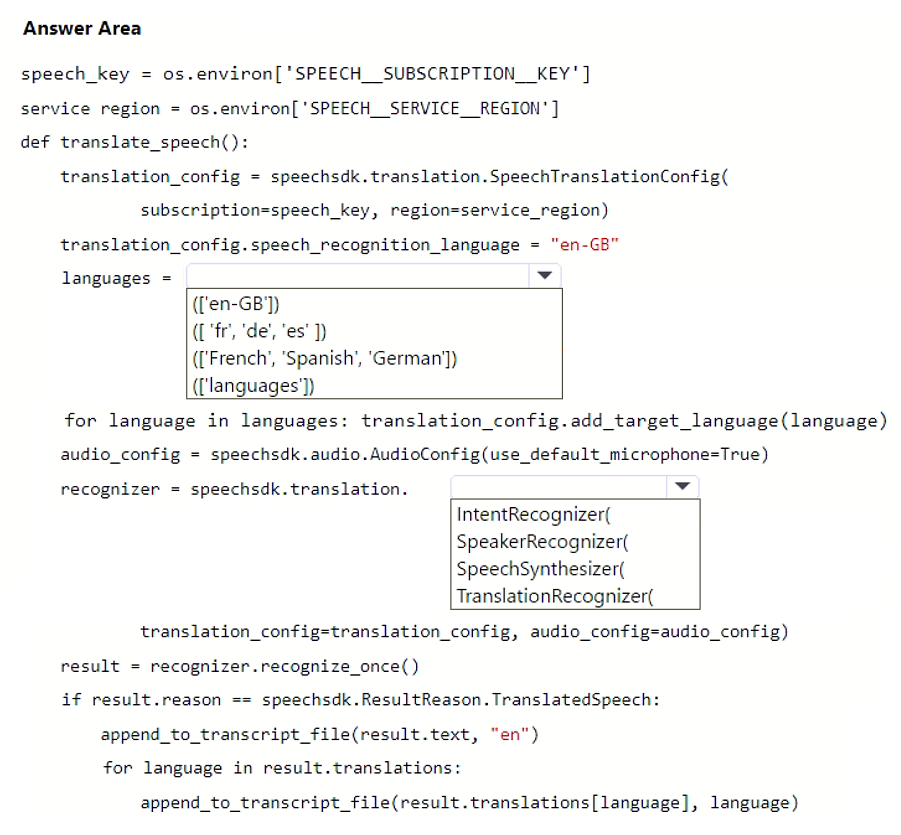 Answer Area
speech_key = os.environ['SPEECH__SUBSCRIPTION__KEY']
service region = os.environ['SPEECH__SERVICE__REGION']
def translate_speech():
translation_config = speechsdk.translation.SpeechTranslationConfig(
subscription=speech_key, region=service_region)
translation_config.speech_recognition_language = "en-GB"
languages =
(['en-GB'])
([ 'fr', 'de', 'es' ])
(['French', 'Spanish', 'German'])
(['languages'])
for language in languages: translation_config.add_target_language(language)
audio_config = speechsdk.audio.AudioConfig(use_default_microphone=True)
recognizer = speechsdk.translation.
IntentRecognizer(
SpeakerRecognizer(
SpeechSynthesizer(
TranslationRecognizer(
translation_config=translation_config, audio_config=audio_config)
result = recognizer.recognize_once()
if result.reason == speechsdk.ResultReason.TranslatedSpeech:
append_to_transcript_file(result.text, "en")
for language in result.translations:
append_to_transcript_file(result.translations[language], language)